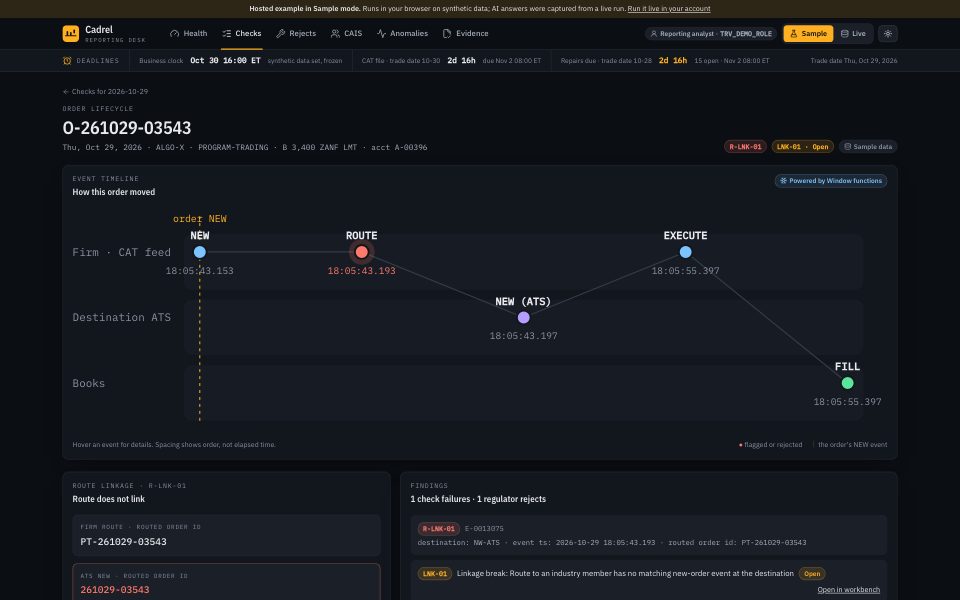 Hosted example in Sample mode. Runs in your browser on synthetic data; AI answers were captured from a live run. Run it live in your account
Cadrel
REPORTING DESK
Health
Checks
Rejects
CAIS
Anomalies
Evidence
Reporting analyst · TRV_DEMO_ROLE
Sample
Live
DEADLINES
Business clock Oct 30 16:00 ET synthetic data set, frozen
CAT file · trade date 10-30 2d 16h due Nov 2 08:00 ET
Repairs due · trade date 10-28 2d 16h 15 open · Nov 2 08:00 ET
Trade date Thu, Oct 29, 2026
← Checks for 2026-10-29
ORDER LIFECYCLE
O-261029-03543
Thu, Oct 29, 2026 · ALGO-X · PROGRAM-TRADING · B 3,400 ZANF LMT · acct A-00396
R-LNK-01
LNK-01 · Open
Sample data
EVENT TIMELINE
How this order moved
Powered by Window functions
order NEW
NEW
ROUTE
EXECUTE
Firm · CAT feed
18:05:43.153
18:05:43.193
18:05:55.397
NEW (ATS)
Destination ATS
18:05:43.197
FILL
Books
18:05:55.397
Hover an event for details. Spacing shows order, not elapsed time.
flagged or rejected
the order's NEW event
ROUTE LINKAGE · R-LNK-01
Route does not link
FIRM ROUTE · ROUTED ORDER ID
PT-261029-03543
ATS NEW · ROUTED ORDER ID
261029-03543
FINDINGS
1 check failures · 1 regulator rejects
R-LNK-01 E-0013075
destination: NW-ATS · event ts: 2026-10-29 18:05:43.193 · routed order id: PT-261029-03543
LNK-01 Linkage break: Route to an industry member has no matching new-order event at the destination Open
Open in workbench